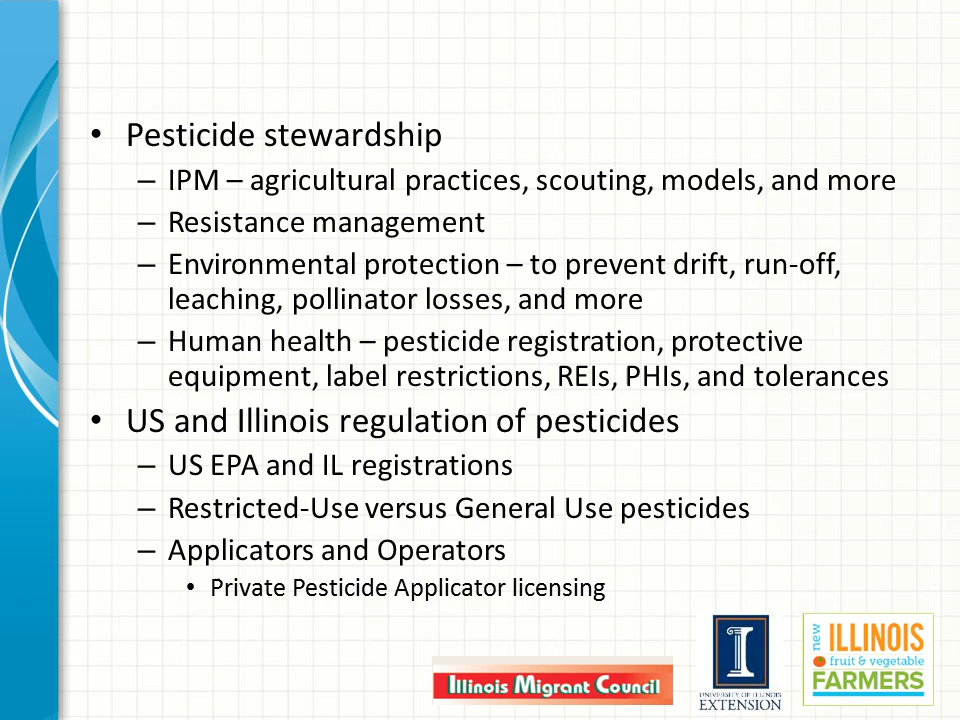 • Pesticide stewardship
– IPM – agricultural practices, scouting, models, and more
– Resistance management
– Environmental protection – to prevent drift, run-off,
leaching, pollinator losses, and more
– Human health – pesticide registration, protective
equipment, label restrictions, REIs, PHIs, and tolerances
• US and Illinois regulation of pesticides
– US EPA and IL registrations
– Restricted-Use versus General Use pesticides
– Applicators and Operators
• Private Pesticide Applicator licensing
Illinois Migrant Council
I
UNIVERSITY OF ILLINOIS
EXTENSION
new
ILLINOIS
fruit & vegetable
FARMERS